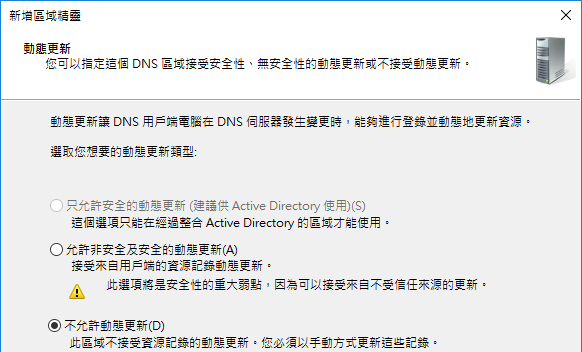 新增區域精靈
動態更新
您可以指定這個 DNS 區域接受安全性、無安全性的動態更新或不接受動態更新。
動態更新讓 DNS 用戶端電腦在 DNS 伺服器發生變更時，能夠進行登錄並動態地更新資源。
選取您想要的動態更新類型:
只允許安全的動態更新 (建議供 Active Directory 使用)(S)
這個選項只能在經過整合 Active Directory 的區域才能使用。
允許非安全及安全的動態更新(A)
接受來自用戶端的資源記錄動態更新。
此選項將是安全性的重大弱點，因為可以接受來自不受信任來源的更新。
不允許動態更新(D)
此區域不接受資源記錄的動態更新。您必須以手動方式更新這些記錄。